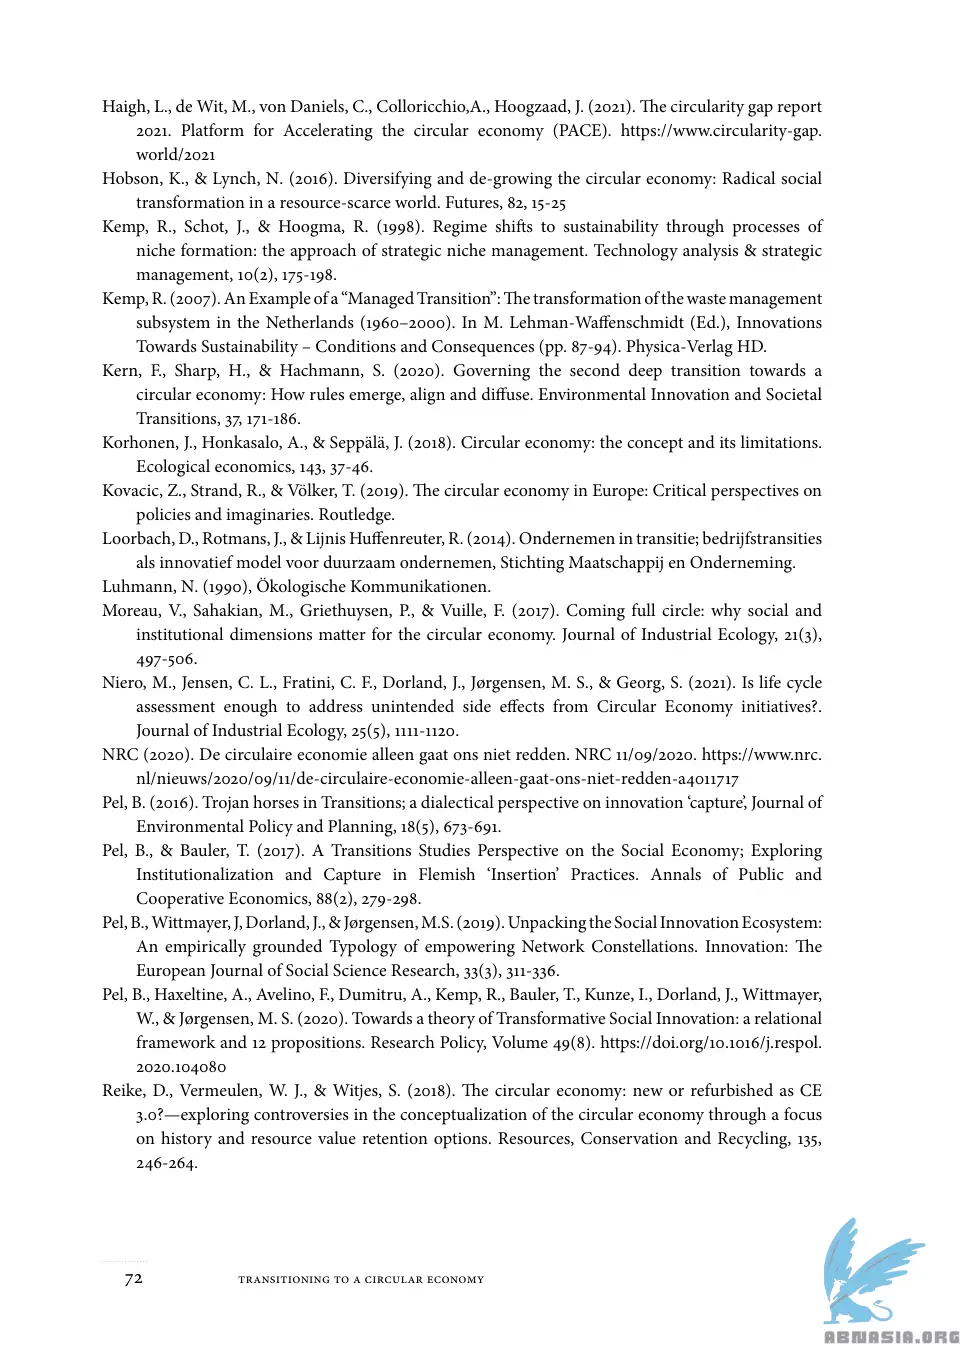 Haigh, L., de Wit, M., von Daniels, C., Colloricchio,A., Hoogzaad, J. (2021). The circularity gap report
2021. Platform for Accelerating the circular economy (PACE). https://www.circularity-gap.
world/2021
Hobson, K., & Lynch, N. (2016). Diversifying and de-growing the circular economy: Radical social
transformation in a resource-scarce world. Futures, 82, 15-25
Kemp, R., Schot, J., & Hoogma, R. (1998). Regime shifts to sustainability through processes of
niche formation: the approach of strategic niche management. Technology analysis & strategic
management, 10(2), 175-198.
Kemp, R. (2007). An Example of a “Managed Transition”: The transformation of the waste management
subsystem in the Netherlands (1960–2000). In M. Lehman-Waffenschmidt (Ed.), Innovations
Towards Sustainability – Conditions and Consequences (pp. 87-94). Physica-Verlag HD.
Kern, F., Sharp, H., & Hachmann, S. (2020). Governing the second deep transition towards a
circular economy: How rules emerge, align and diffuse. Environmental Innovation and Societal
Transitions, 37, 171-186.
Korhonen, J., Honkasalo, A., & Seppälä, J. (2018). Circular economy: the concept and its limitations.
Ecological economics, 143, 37-46.
Kovacic, Z., Strand, R., & Völker, T. (2019). The circular economy in Europe: Critical perspectives on
policies and imaginaries. Routledge.
Loorbach, D., Rotmans, J., & Lijnis Huffenreuter, R. (2014). Ondernemen in transitie; bedrijfstransities
als innovatief model voor duurzaam ondernemen, Stichting Maatschappij en Onderneming.
Luhmann, N. (1990), Ökologische Kommunikationen.
Moreau, V., Sahakian, M., Griethuysen, P., & Vuille, F. (2017). Coming full circle: why social and
institutional dimensions matter for the circular economy. Journal of Industrial Ecology, 21(3),
497-506.
Niero, M., Jensen, C. L., Fratini, C. F., Dorland, J., Jørgensen, M. S., & Georg, S. (2021). Is life cycle
assessment enough to address unintended side effects from Circular Economy initiatives?.
Journal of Industrial Ecology, 25(5), 1111-1120.
NRC (2020). De circulaire economie alleen gaat ons niet redden. NRC 11/09/2020. https://www.nrc.
nl/nieuws/2020/09/11/de-circulaire-economie-alleen-gaat-ons-niet-redden-a4011717
Pel, B. (2016). Trojan horses in Transitions; a dialectical perspective on innovation ‘capture’, Journal of
Environmental Policy and Planning, 18(5), 673-691.
Pel, B., & Bauler, T. (2017). A Transitions Studies Perspective on the Social Economy; Exploring
Institutionalization and Capture in Flemish ‘Insertion’ Practices. Annals of Public and
Cooperative Economics, 88(2), 279-298.
Pel, B., Wittmayer, J, Dorland, J., & Jørgensen, M.S. (2019). Unpacking the Social Innovation Ecosystem:
An empirically grounded Typology of empowering Network Constellations. Innovation: The
European Journal of Social Science Research, 33(3), 311-336.
Pel, B., Haxeltine, A., Avelino, F., Dumitru, A., Kemp, R., Bauler, T., Kunze, I., Dorland, J., Wittmayer,
W., & Jørgensen, M. S. (2020). Towards a theory of Transformative Social Innovation: a relational
framework and 12 propositions. Research Policy, Volume 49(8). https://doi.org/10.1016/j.respol.
2020.104080
Reike, D., Vermeulen, W. J., & Witjes, S. (2018). The circular economy: new or refurbished as CE
3.0?—exploring controversies in the conceptualization of the circular economy through a focus
on history and resource value retention options. Resources, Conservation and Recycling, 135,
246-264.
72 TRANSITIONING TO A CIRCULAR ECONOMY
ABNASIA.ORG